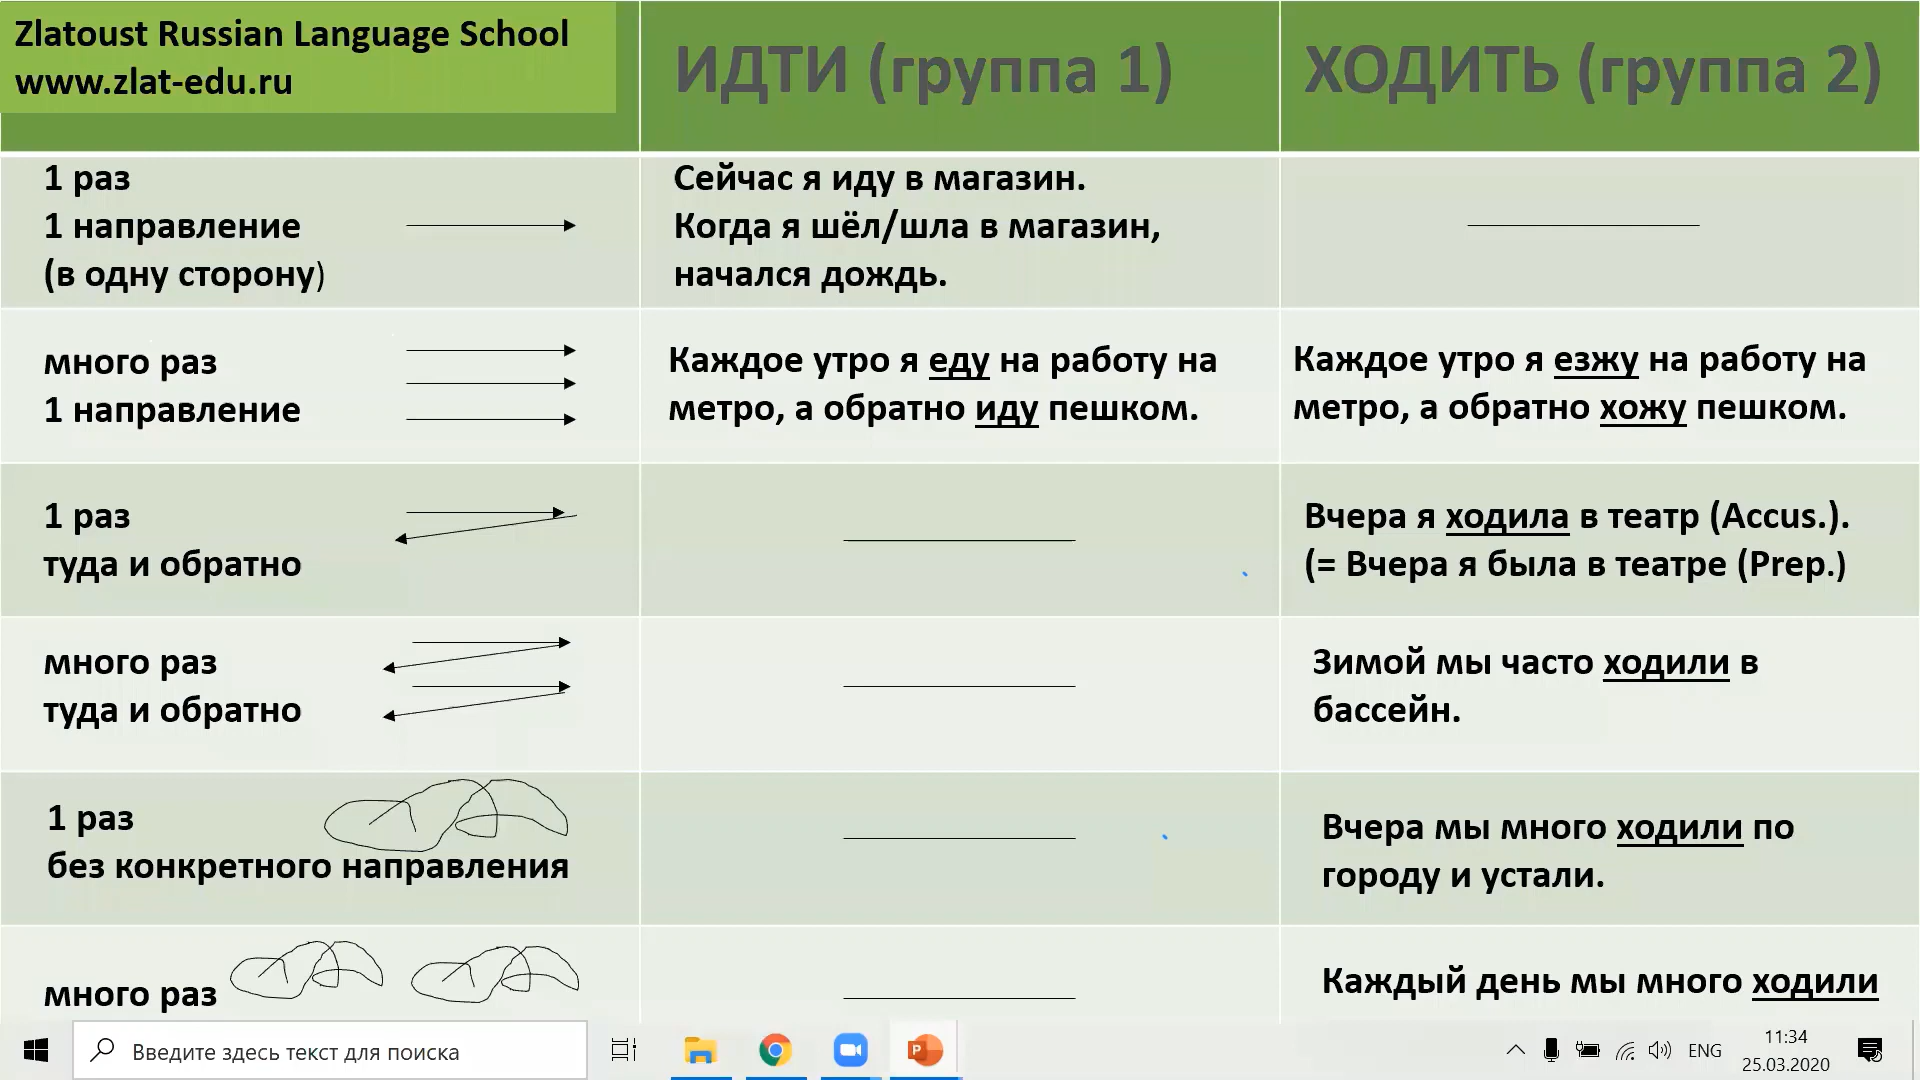 Zlatoust Russian Language School
www.zlat-edu.ru
ИДТИ (группа 1)
ХОДИТЬ (группа 2)
1 раз
1 направление
(в одну сторону)
Сейчас я иду в магазин.
Когда я шёл/шла в магазин,
начался дождь.
много раз
1 направление
Каждое утро я еду на работу на
метро, а обратно иду пешком.
Каждое утро я езжу на работу на
метро, а обратно хожу пешком.
1 раз
туда и обратно
Вчера я ходила в театр (Accus.).
(= Вчера я была в театре (Prep.)
много раз
туда и обратно
Зимой мы часто ходили в
бассейн.
1 раз
без конкретного направления
Вчера мы много ходили по
городу и устали.
много раз
Каждый день мы много ходили
Введите здесь текст для поиска
ENG
11:34
25.03.2020